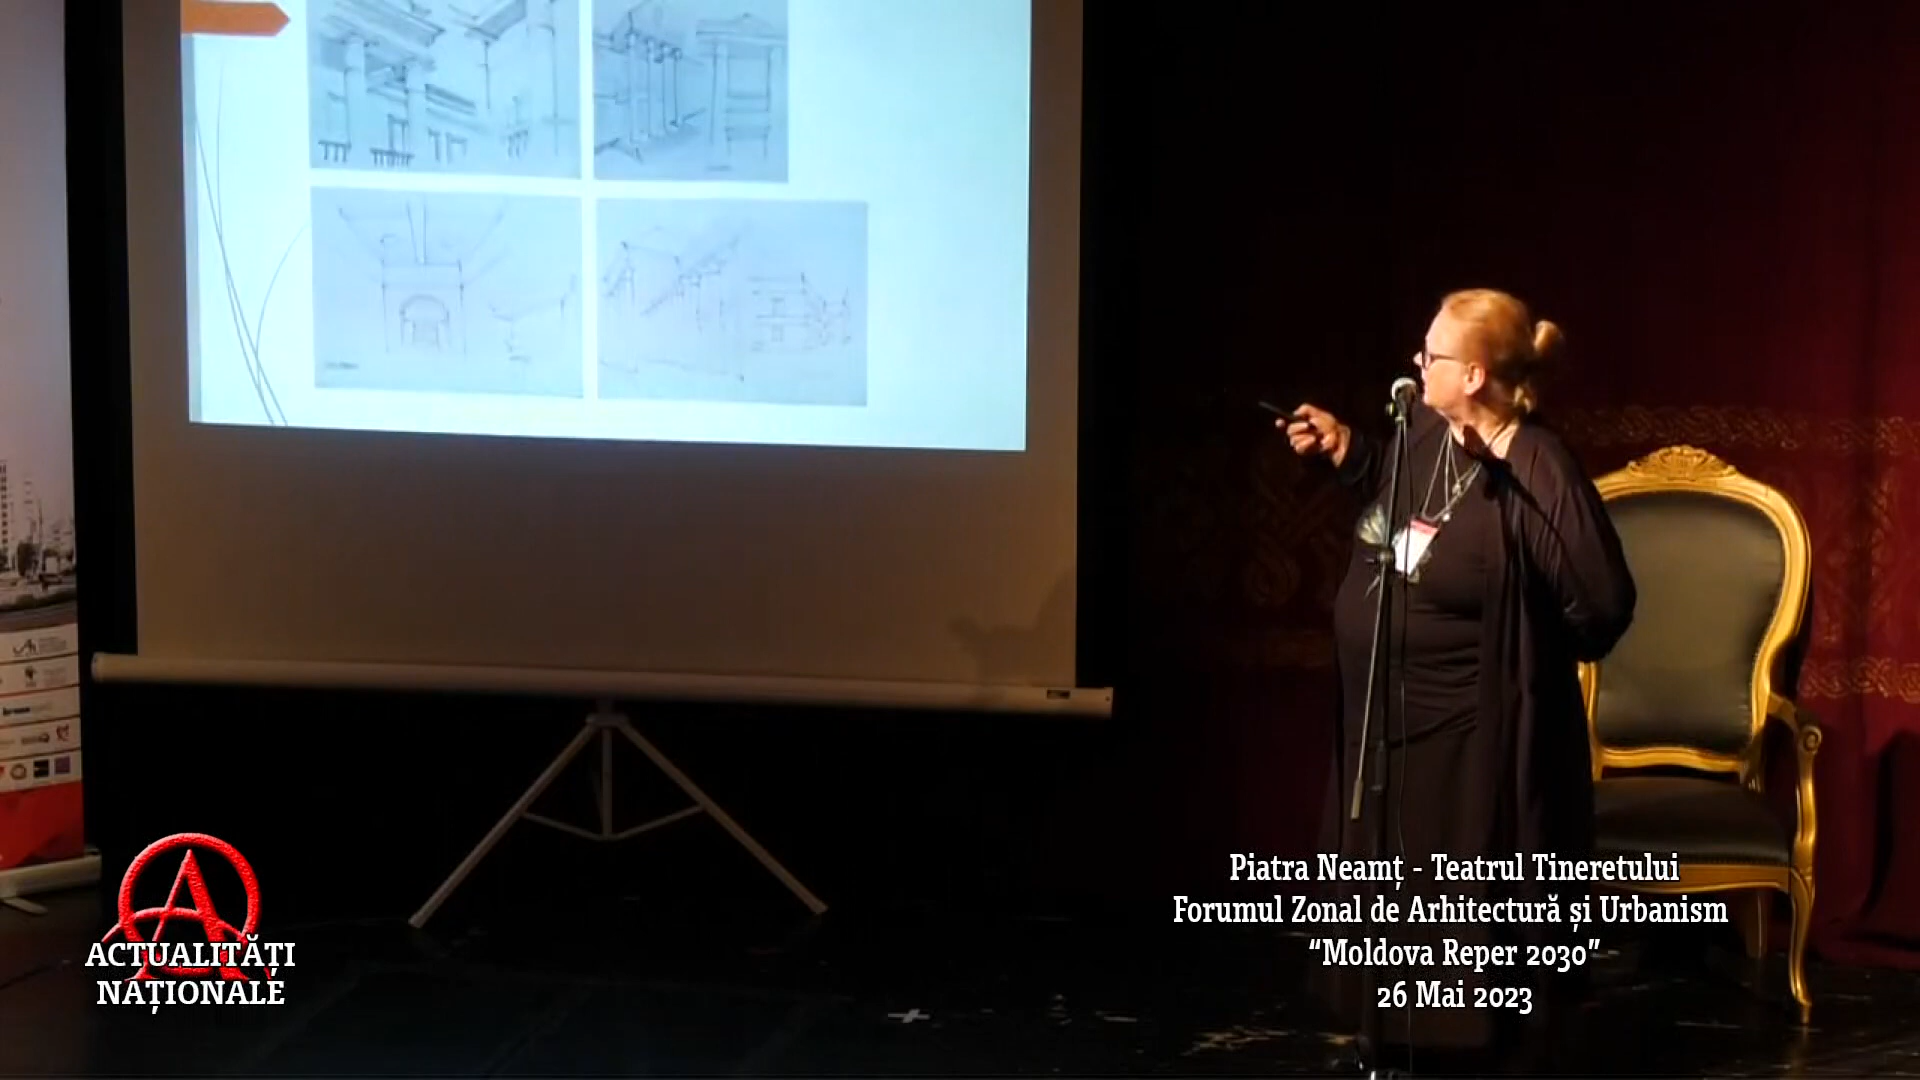 ACTUALITĂȚI
NAȚIONALE
Piatra Neamț - Teatrul Tineretului
Forumul Zonal de Arhitectură și Urbanism
“Moldova Reper 2030”
26 Mai 2023